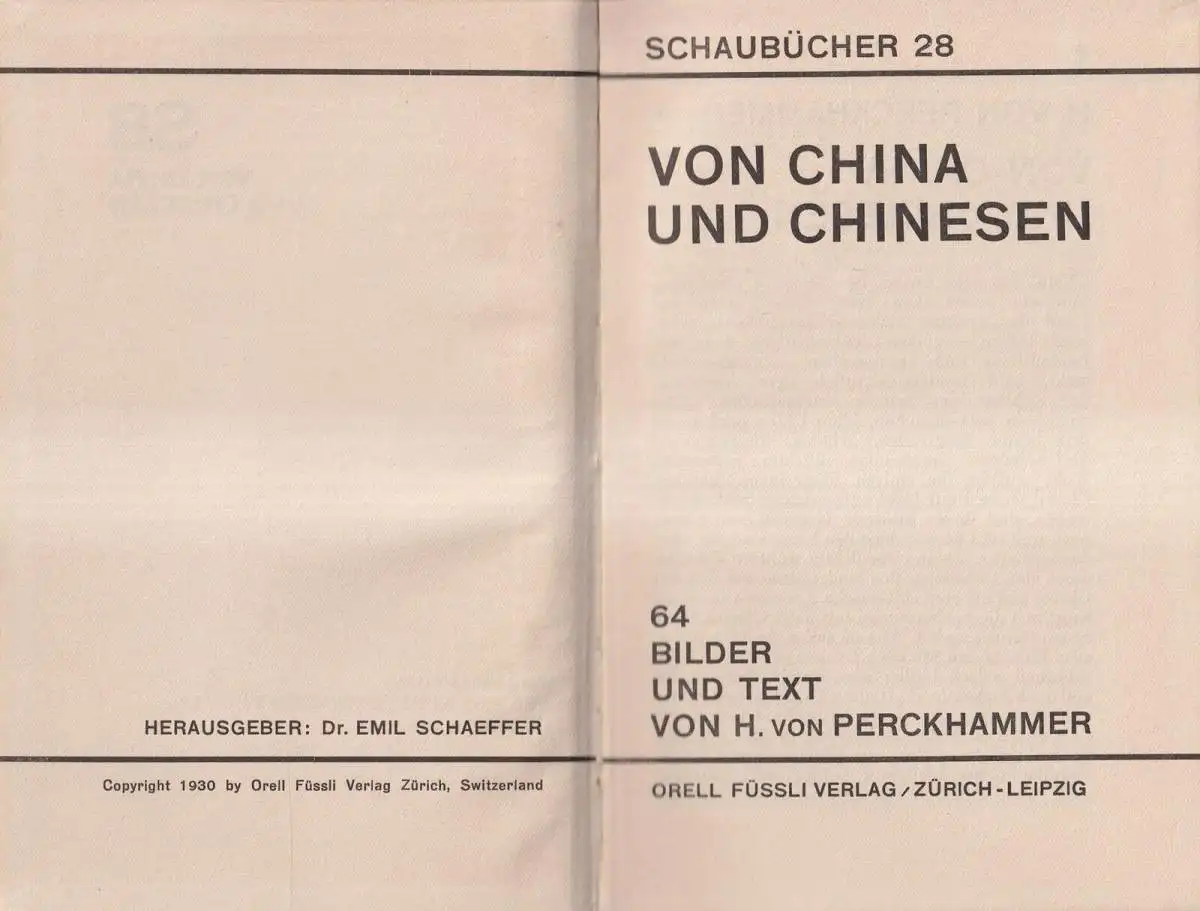 HERAUSGEBER: Dr. EMIL SCHAEFFER
Copyright 1930 by Orell Füssli Verlag Zürich, Switzerland
SCHAUBÜCHER 28
VON CHINA
UND CHINESEN
64
BILDER
UND TEXT
VON H. VON PERCKHAMMER
ORELL FÜSSLI VERLAG / ZÜRICH - LEIPZIG